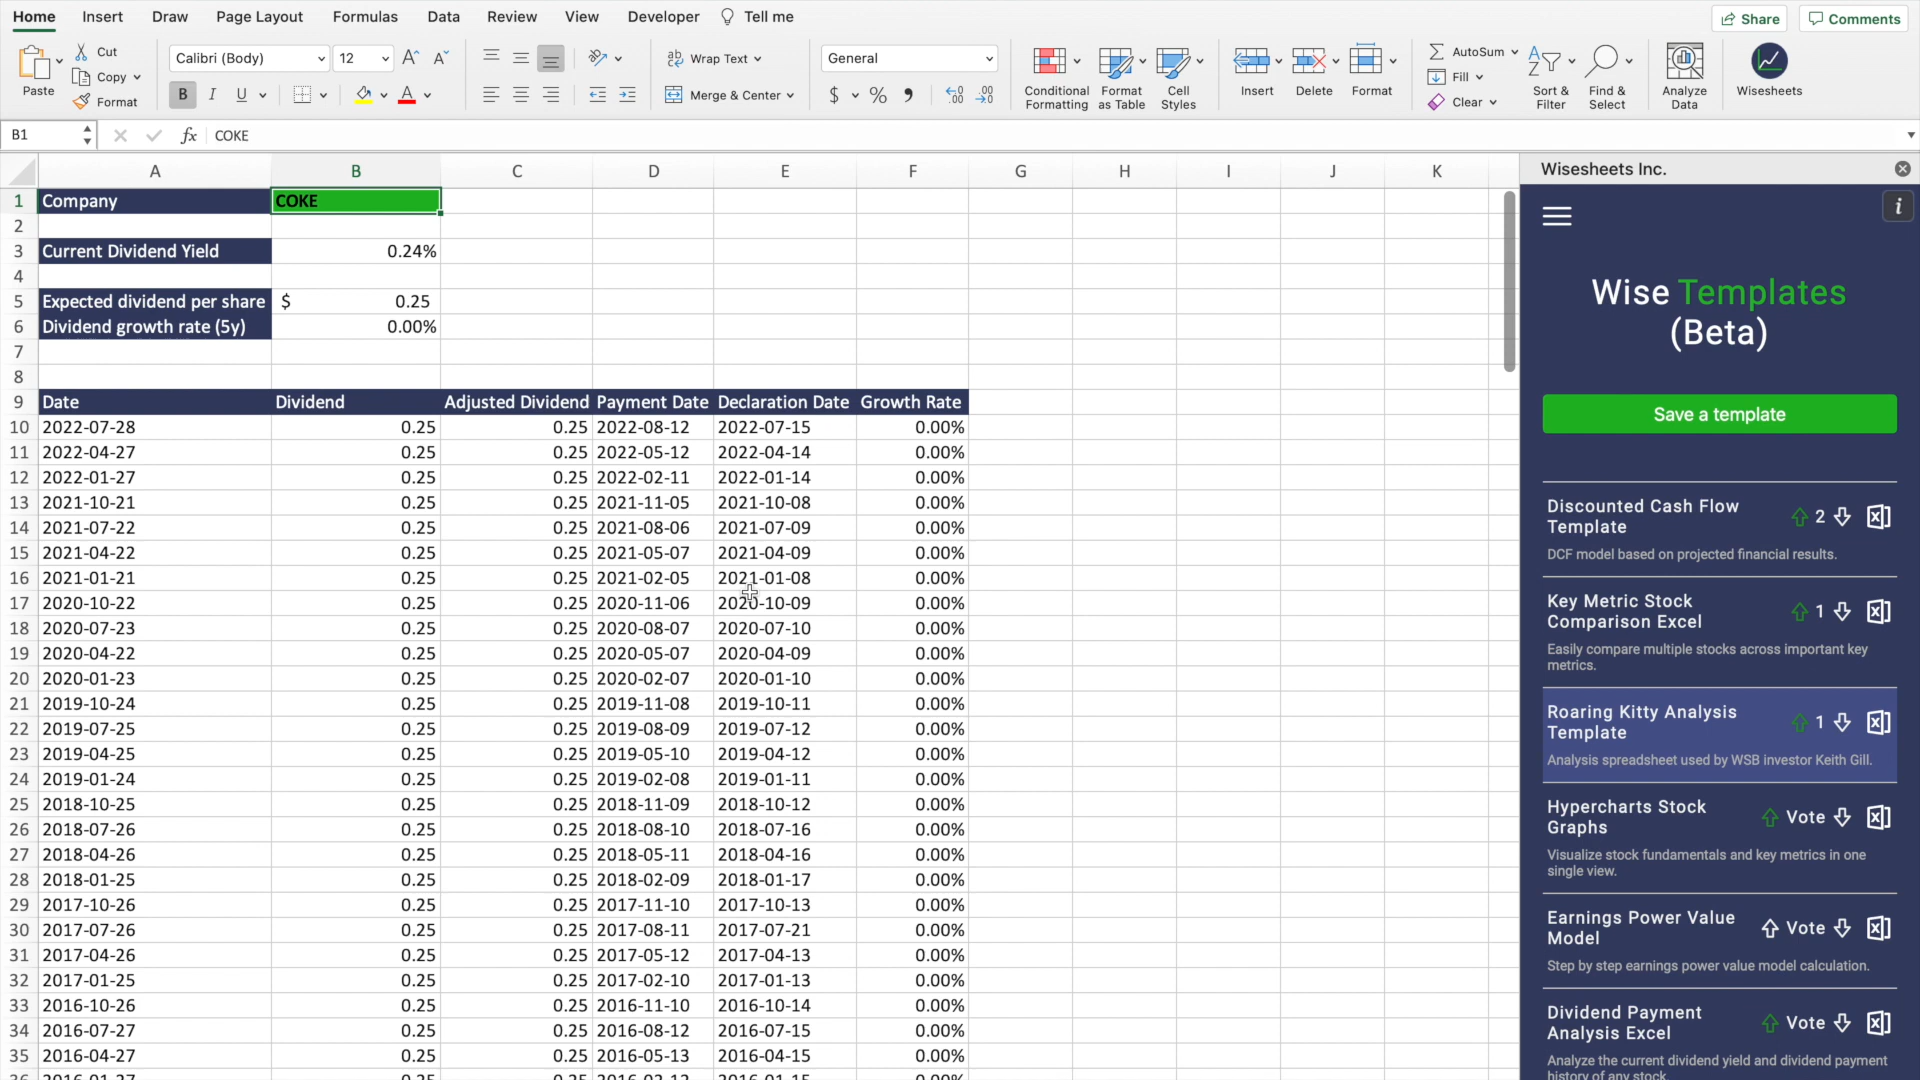 Home Insert Draw Page Layout Formulas Data Review View Developer Tell me Share Comments
Paste Cut Copy Format
Calibri (Body) 12
B I U
Wrap Text
Merge & Center
General
$ %
Conditional Formatting
Format as Table
Cell Styles
Insert Delete Format
AutoSum
Fill
Clear
Sort & Filter
Find & Select
Analyze Data
Wisesheets
B1 fx COKE
A B C D E F G H I J K
1 Company COKE
2
3 Current Dividend Yield 0.24%
4
5 Expected dividend per share $ 0.25
6 Dividend growth rate (5y) 0.00%
7
8
9 Date Dividend Adjusted Dividend Payment Date Declaration Date Growth Rate
10 2022-07-28 0.25 0.25 2022-08-12 2022-07-15 0.00%
11 2022-04-27 0.25 0.25 2022-05-12 2022-04-14 0.00%
12 2022-01-27 0.25 0.25 2022-02-11 2022-01-14 0.00%
13 2021-10-21 0.25 0.25 2021-11-05 2021-10-08 0.00%
14 2021-07-22 0.25 0.25 2021-08-06 2021-07-09 0.00%
15 2021-04-22 0.25 0.25 2021-05-07 2021-04-09 0.00%
16 2021-01-21 0.25 0.25 2021-02-05 2021-01-08 0.00%
17 2020-10-22 0.25 0.25 2020-11-06 2020-10-09 0.00%
18 2020-07-23 0.25 0.25 2020-08-07 2020-07-10 0.00%
19 2020-04-22 0.25 0.25 2020-05-07 2020-04-09 0.00%
20 2020-01-23 0.25 0.25 2020-02-07 2020-01-10 0.00%
21 2019-10-24 0.25 0.25 2019-11-08 2019-10-11 0.00%
22 2019-07-25 0.25 0.25 2019-08-09 2019-07-12 0.00%
23 2019-04-25 0.25 0.25 2019-05-10 2019-04-12 0.00%
24 2019-01-24 0.25 0.25 2019-02-08 2019-01-11 0.00%
25 2018-10-25 0.25 0.25 2018-11-09 2018-10-12 0.00%
26 2018-07-26 0.25 0.25 2018-08-10 2018-07-16 0.00%
27 2018-04-26 0.25 0.25 2018-05-11 2018-04-16 0.00%
28 2018-01-25 0.25 0.25 2018-02-09 2018-01-17 0.00%
29 2017-10-26 0.25 0.25 2017-11-10 2017-10-13 0.00%
30 2017-07-26 0.25 0.25 2017-08-11 2017-07-21 0.00%
31 2017-04-26 0.25 0.25 2017-05-12 2017-04-13 0.00%
32 2017-01-25 0.25 0.25 2017-02-10 2017-01-13 0.00%
33 2016-10-26 0.25 0.25 2016-11-10 2016-10-14 0.00%
34 2016-07-27 0.25 0.25 2016-08-12 2016-07-15 0.00%
35 2016-04-27 0.25 0.25 2016-05-13 2016-04-15 0.00%
36 2016-01-27 0.25 0.25 2016-02-12 2016-01-15 0.00%
Wisesheets Inc.
i
Wise Templates
(Beta)
Save a template
Discounted Cash Flow
Template 2
DCF model based on projected financial results.
Key Metric Stock
Comparison Excel 1
Easily compare multiple stocks across important key
metrics.
Roaring Kitty Analysis
Template 1
Analysis spreadsheet used by WSB investor Keith Gill.
Hypercharts Stock
Graphs Vote
Visualize stock fundamentals and key metrics in one
single view.
Earnings Power Value
Model Vote
Step by step earnings power value model calculation.
Dividend Payment
Analysis Excel Vote
Analyze the current dividend yield and dividend payment
history of any stock.